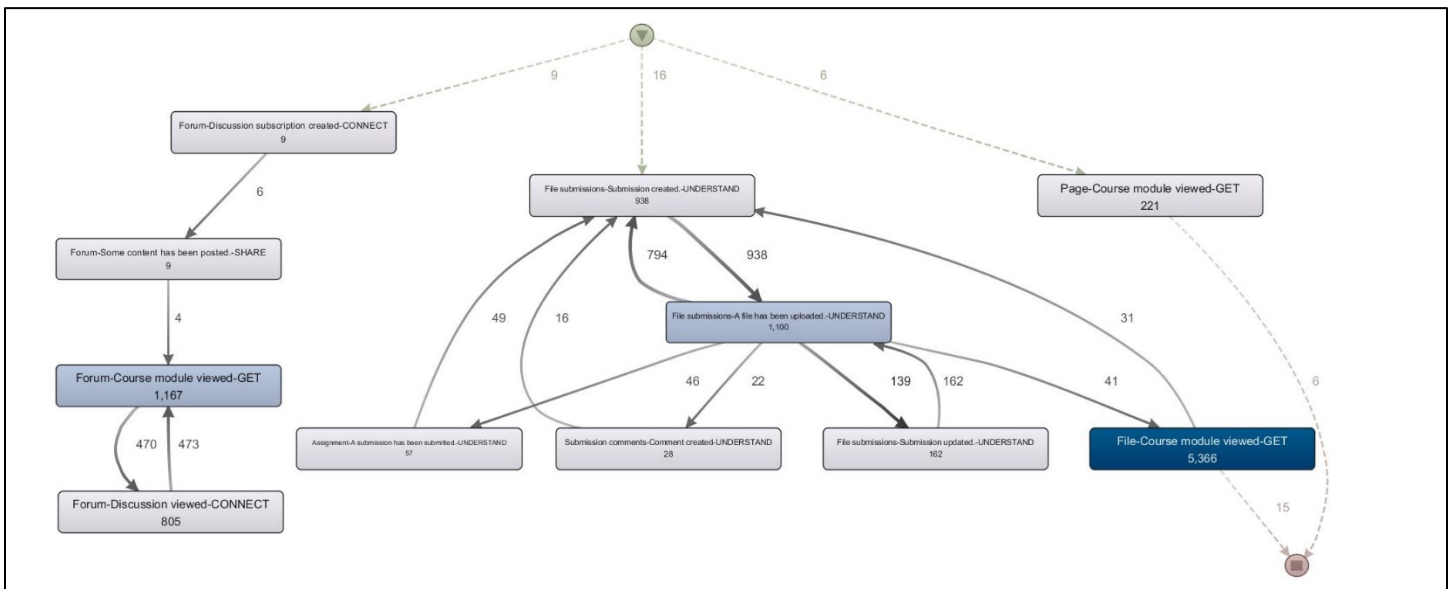 9
16
6
Forum-Discussion subscription created-CONNECT
9
File submissions-Submission created.-UNDERSTAND
938
Page-Course module viewed-GET
221
6
Forum-Some content has been posted.-SHARE
9
794
938
File submissions-A file has been uploaded.-UNDERSTAND
1,100
4
49
16
31
Forum-Course module viewed-GET
1,167
46
22
139
162
41
6
470
473
Assignment-A submission has been submitted.-UNDERSTAND
57
Submission comments-Comment created-UNDERSTAND
28
File submissions-Submission updated.-UNDERSTAND
162
File-Course module viewed-GET
5,366
Forum-Discussion viewed-CONNECT
805
15